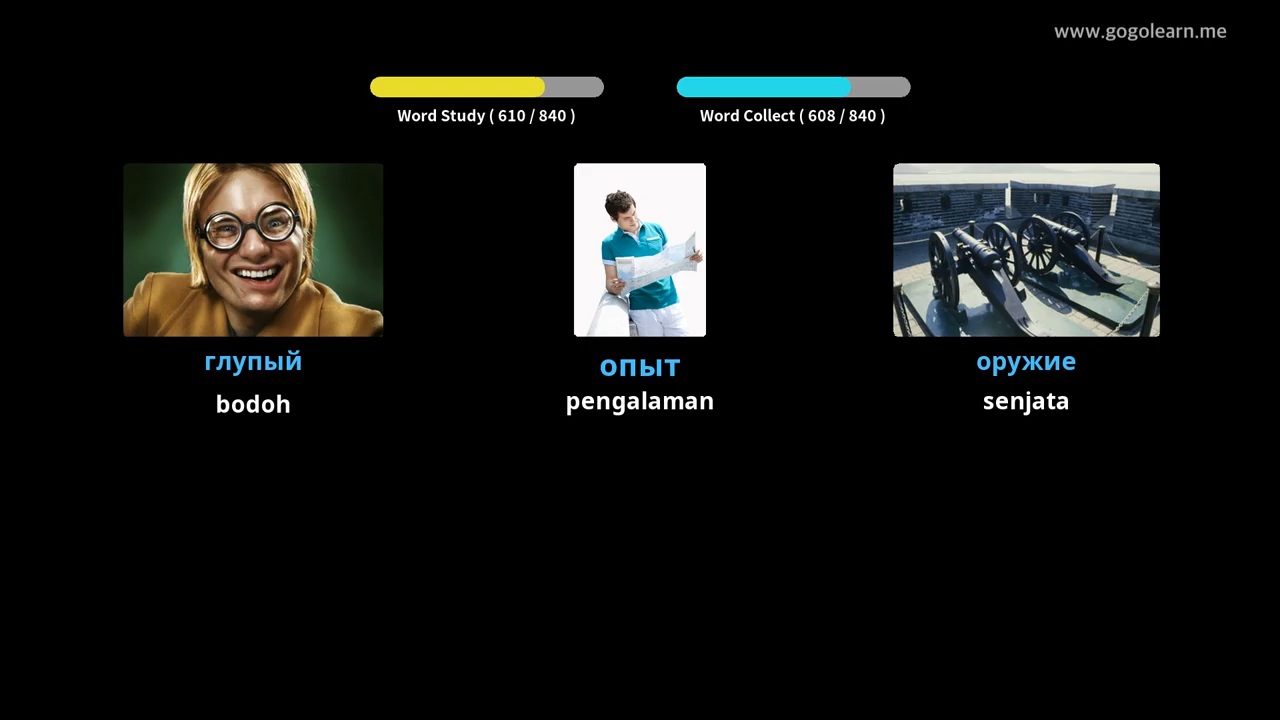 www.gogolearn.me
Word Study ( 610 / 840 )
Word Collect ( 608 / 840 )
глупый
bodoh
опыт
pengalaman
оружие
senjata